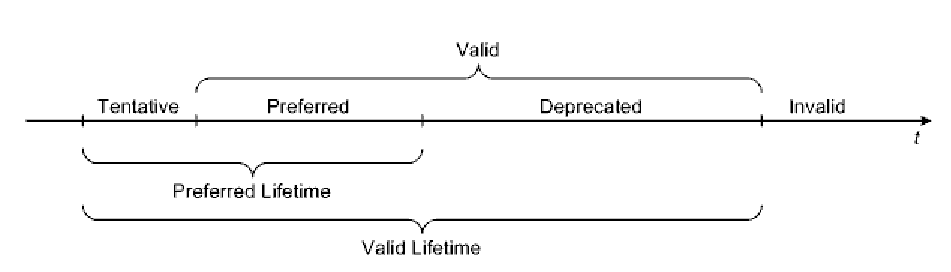 Valid
Tentative Preferred Deprecated Invalid
t
Preferred Lifetime
Valid Lifetime